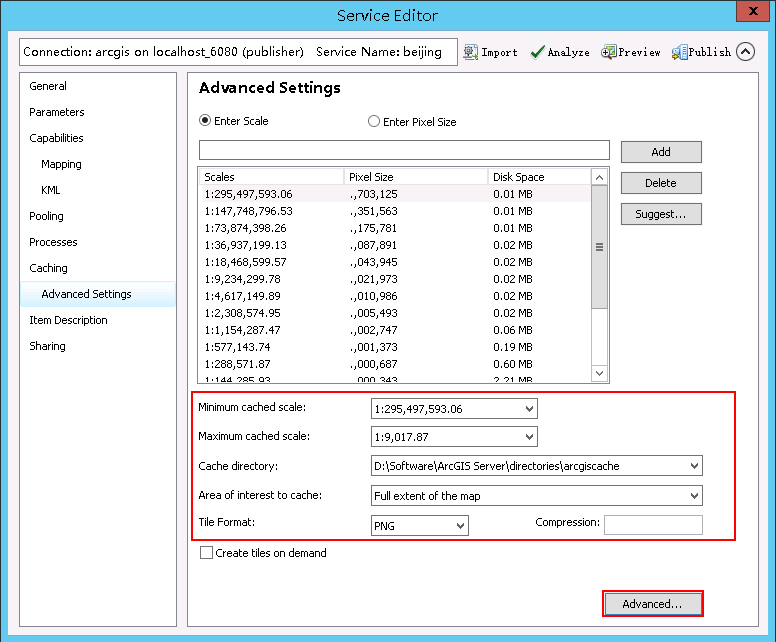 Service Editor
X
Connection: arcgis on localhost_6080 (publisher) Service Name: beijing
Import
Analyze
Preview
Publish
General
Parameters
Capabilities
Mapping
KML
Pooling
Processes
Caching
Advanced Settings
Item Description
Sharing
Advanced Settings
Enter Scale
Enter Pixel Size
Add
Delete
Suggest...
Scales Pixel Size Disk Space
1:295,497,593.06 .,703,125 0.01 MB
1:147,748,796.53 .,351,563 0.01 MB
1:73,874,398.26 .,175,781 0.01 MB
1:36,937,199.13 .,087,891 0.02 MB
1:18,468,599.57 .,043,945 0.02 MB
1:9,234,299.78 .,021,973 0.02 MB
1:4,617,149.89 .,010,986 0.02 MB
1:2,308,574.95 .,005,493 0.02 MB
1:1,154,287.47 .,002,747 0.06 MB
1:577,143.74 .,001,373 0.19 MB
1:288,571.87 .,000,687 0.60 MB
1:144,285.93 .,000,343 2.21 MB
Minimum cached scale: 1:295,497,593.06
Maximum cached scale: 1:9,017.87
Cache directory: D:\Software\ArcGIS Server\directories\arcgiscache
Area of interest to cache: Full extent of the map
Tile Format: PNG Compression:
Create tiles on demand
Advanced...